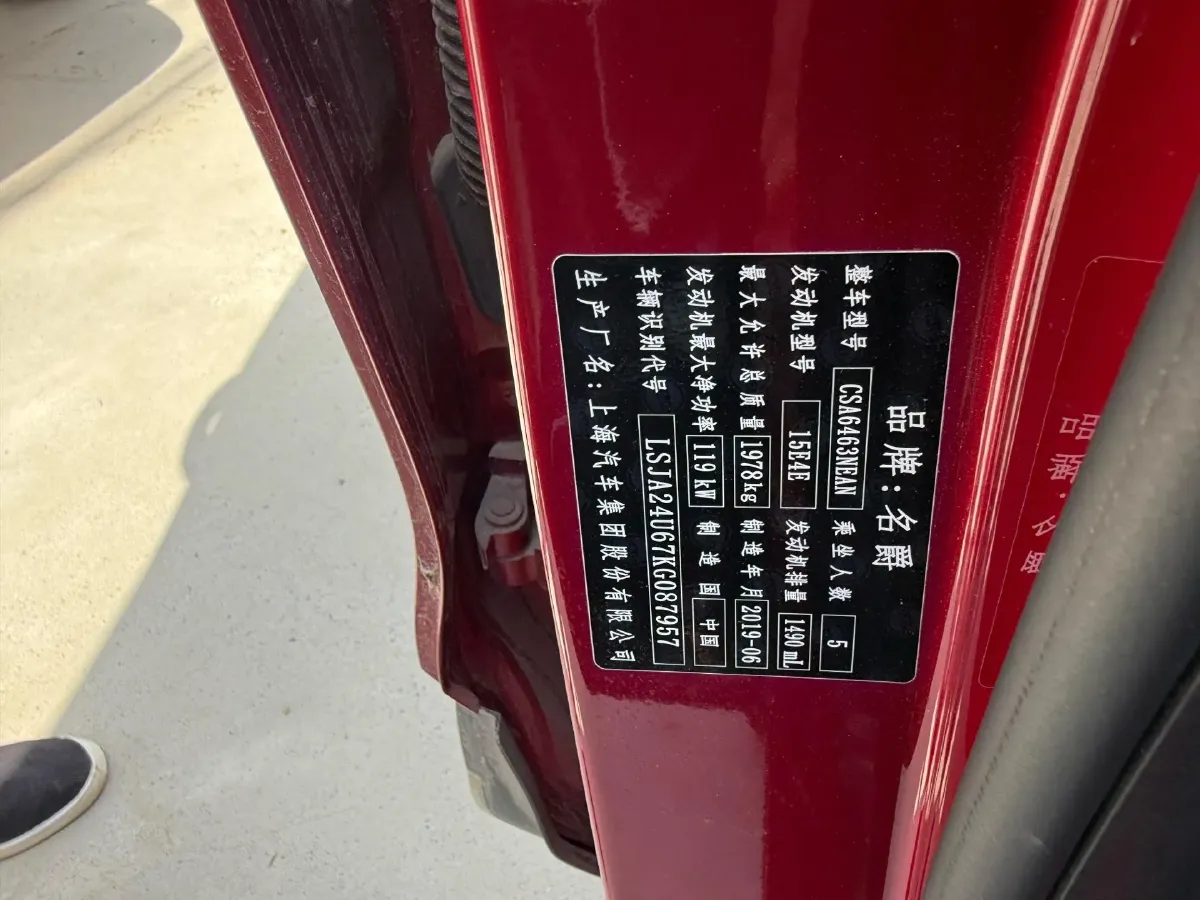 品牌:名爵
整车型号 CSA6463NEAN 乘坐人数 5
发动机型号 15E4E 发动机排量 1490 mL
最大允许总质量 1978kg 制造年月 2019-06
发动机最大净功率 119kW 制造国 中国
车辆识别代号 LSJA24U67KG087957
生产厂名:上海汽车集团股份有限公司